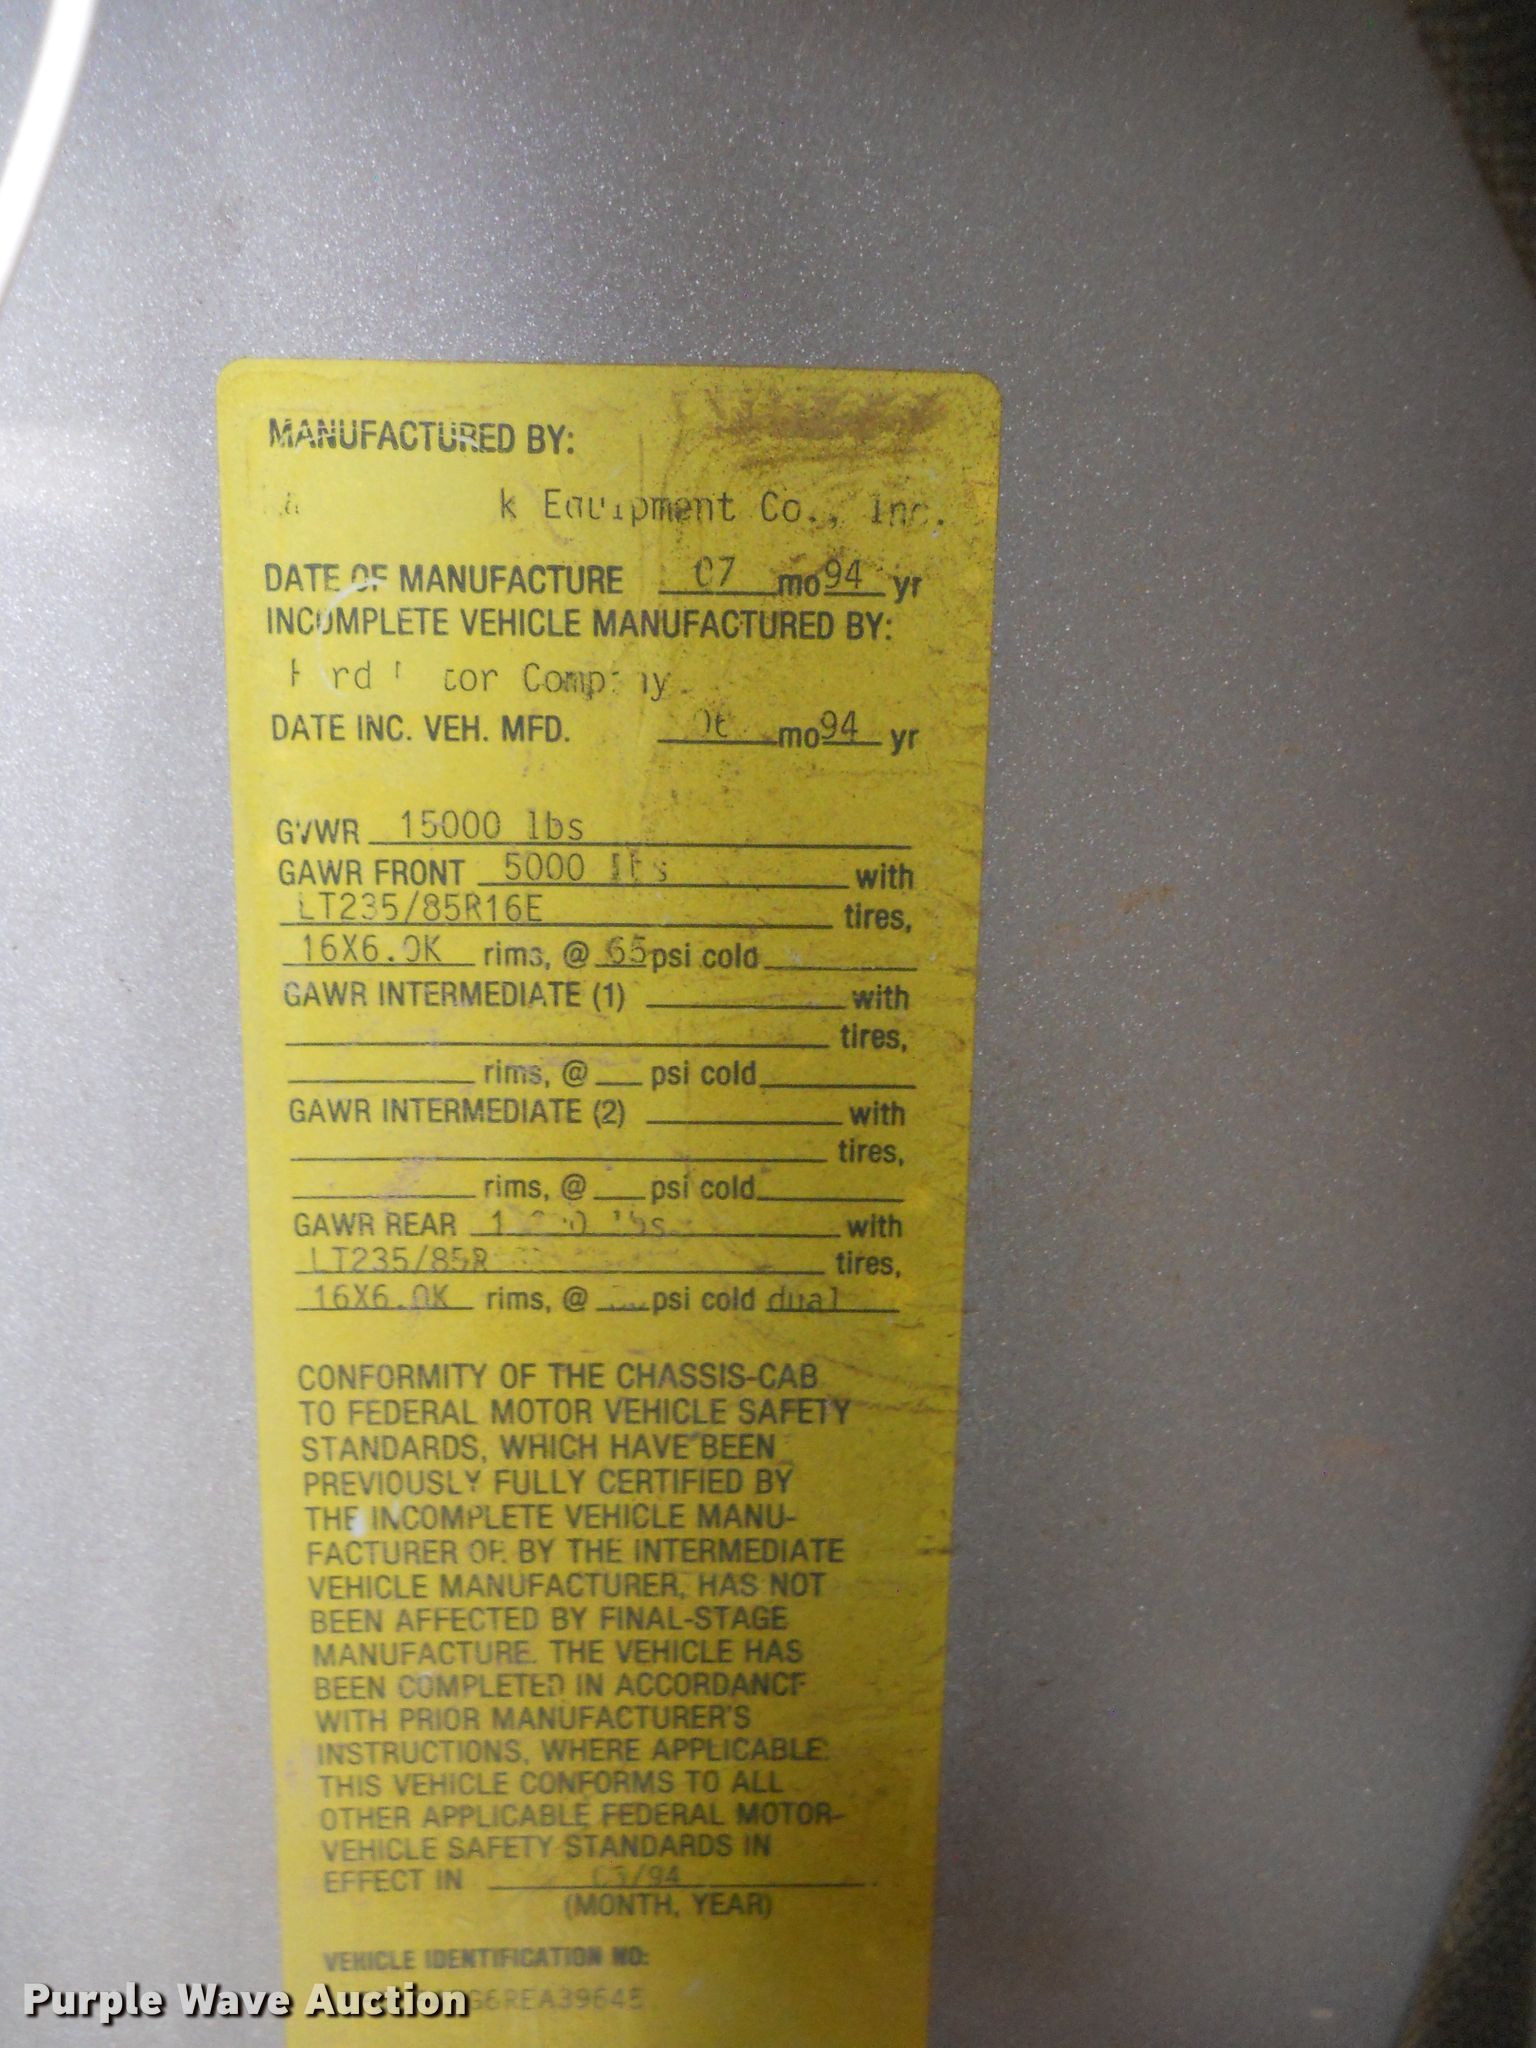 MANUFACTURED BY:
Equipment Co., Inc.
DATE OF MANUFACTURE 07 mo 94 yr
INCOMPLETE VEHICLE MANUFACTURED BY:
Company
DATE INC. VEH. MFD. mo 94 yr
GVWR 15000 lbs
GAWR FRONT 5000 lbs with
LT235/85R16E tires,
16X6.0K rims, @ 65 psi cold
GAWR INTERMEDIATE (1) with
tires,
rims, @ psi cold
GAWR INTERMEDIATE (2) with
tires,
rims, @ psi cold
GAWR REAR lbs with
LT235/85R tires,
16X6.0K rims, @ psi cold dual
CONFORMITY OF THE CHASSIS-CAB
TO FEDERAL MOTOR VEHICLE SAFETY
STANDARDS, WHICH HAVE BEEN
PREVIOUSLY FULLY CERTIFIED BY
THE INCOMPLETE VEHICLE MANU-
FACTURER OR BY THE INTERMEDIATE
VEHICLE MANUFACTURER, HAS NOT
BEEN AFFECTED BY FINAL-STAGE
MANUFACTURE. THE VEHICLE HAS
BEEN COMPLETED IN ACCORDANCE
WITH PRIOR MANUFACTURER'S
INSTRUCTIONS, WHERE APPLICABLE.
THIS VEHICLE CONFORMS TO ALL
OTHER APPLICABLE FEDERAL MOTOR-
VEHICLE SAFETY STANDARDS IN
EFFECT IN
(MONTH, YEAR)
VEHICLE IDENTIFICATION NO:
Purple Wave Auction